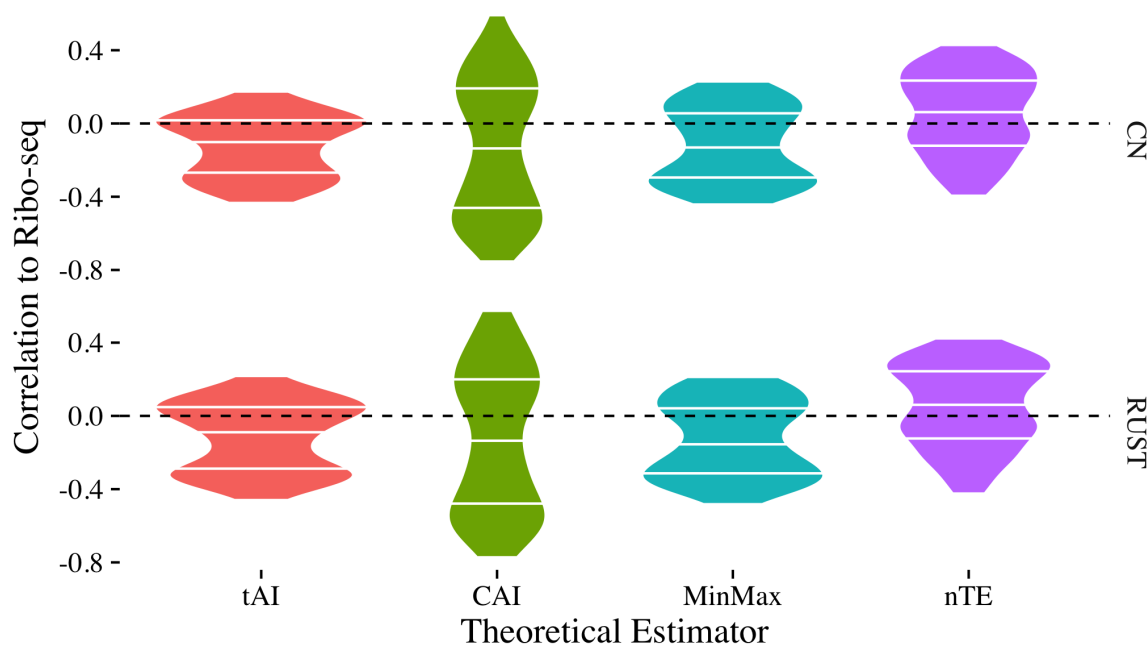 0.4
0.0
-0.4
-0.8
CN
0.4
0.0
-0.4
-0.8
RUST
Correlation to Ribo-seq
tAI CAI MinMax nTE
Theoretical Estimator